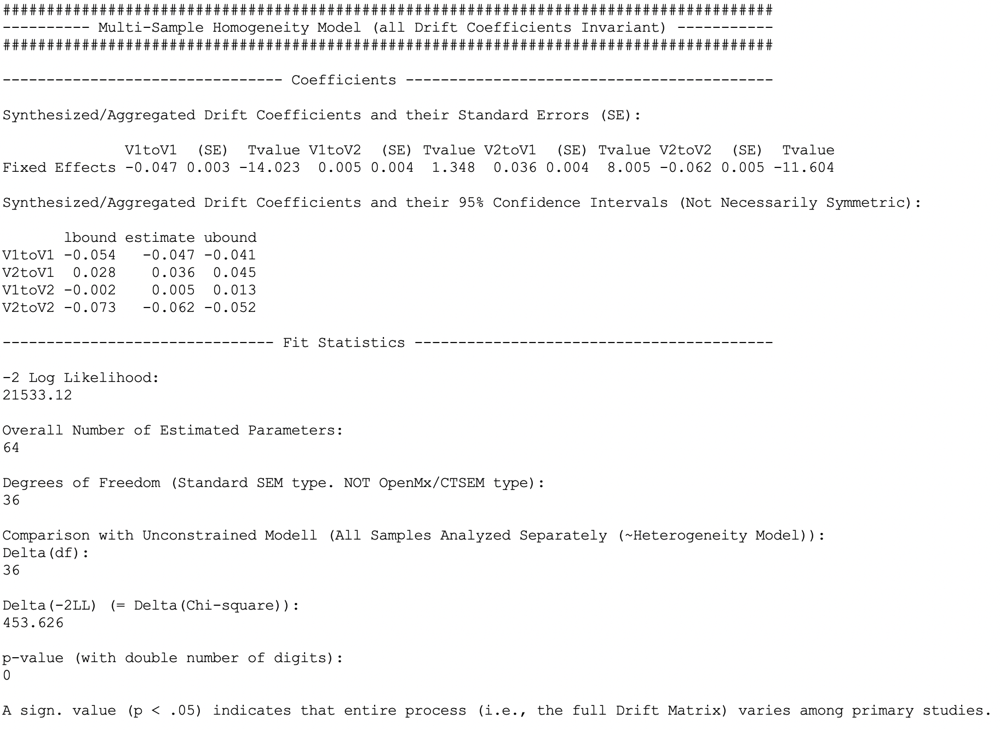 ########################################################################################
---------- Multi-Sample Homogeneity Model (all Drift Coefficients Invariant) -----------
########################################################################################
-------------------------------- Coefficients ------------------------------------------
Synthesized/Aggregated Drift Coefficients and their Standard Errors (SE):
V1toV1 (SE) Tvalue V1toV2 (SE) Tvalue V2toV1 (SE) Tvalue V2toV2 (SE) Tvalue
Fixed Effects -0.047 0.003 -14.023 0.005 0.004 1.348 0.036 0.004 8.005 -0.062 0.005 -11.604
Synthesized/Aggregated Drift Coefficients and their 95% Confidence Intervals (Not Necessarily Symmetric):
lbound estimate ubound
V1toV1 -0.054 -0.047 -0.041
V2toV1 0.028 0.036 0.045
V1toV2 -0.002 0.005 0.013
V2toV2 -0.073 -0.062 -0.052
------------------------------- Fit Statistics -----------------------------------------
-2 Log Likelihood:
21533.12
Overall Number of Estimated Parameters:
64
Degrees of Freedom (Standard SEM type. NOT OpenMx/CTSEM type):
36
Comparison with Unconstrained Modell (All Samples Analyzed Separately (~Heterogeneity Model)):
Delta(df):
36
Delta(-2LL) (= Delta(Chi-square)):
453.626
p-value (with double number of digits):
0
A sign. value (p < .05) indicates that entire process (i.e., the full Drift Matrix) varies among primary studies.